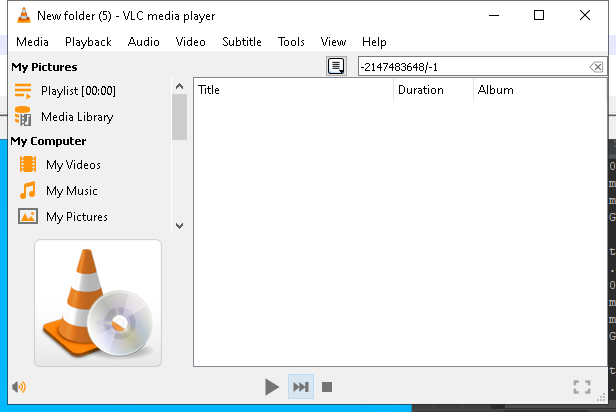 New folder (5) - VLC media player
Media Playback Audio Video Subtitle Tools View Help
My Pictures
-2147483648/-1
Playlist [00:00]
Media Library
My Computer
My Videos
My Music
My Pictures
Title Duration Album